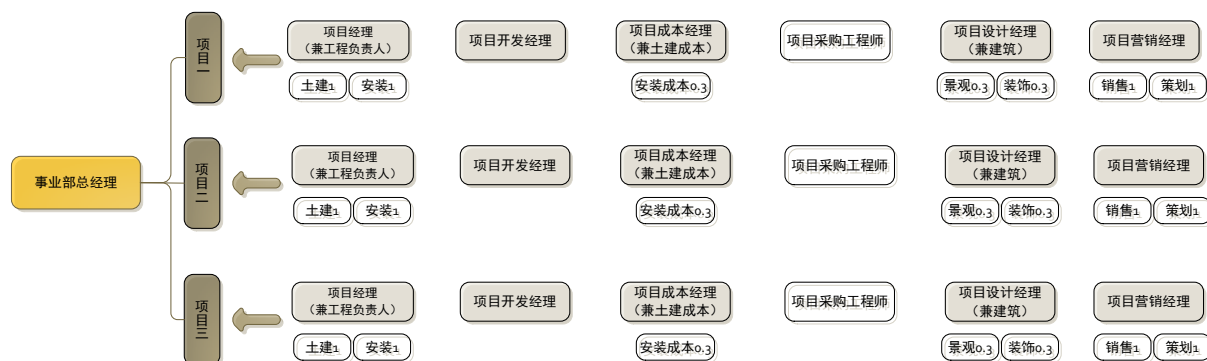 项目一
项目经理
（兼工程负责人）
项目开发经理
项目成本经理
（兼土建成本）
项目采购工程师
项目设计经理
（兼建筑）
项目营销经理
土建1
安装1
安装成本0.3
景观0.3
装饰0.3
销售1
策划1
事业部总经理
项目二
项目经理
（兼工程负责人）
项目开发经理
项目成本经理
（兼土建成本）
项目采购工程师
项目设计经理
（兼建筑）
项目营销经理
土建1
安装1
安装成本0.3
景观0.3
装饰0.3
销售1
策划1
项目三
项目经理
（兼工程负责人）
项目开发经理
项目成本经理
（兼土建成本）
项目采购工程师
项目设计经理
（兼建筑）
项目营销经理
土建1
安装1
安装成本0.3
景观0.3
装饰0.3
销售1
策划1